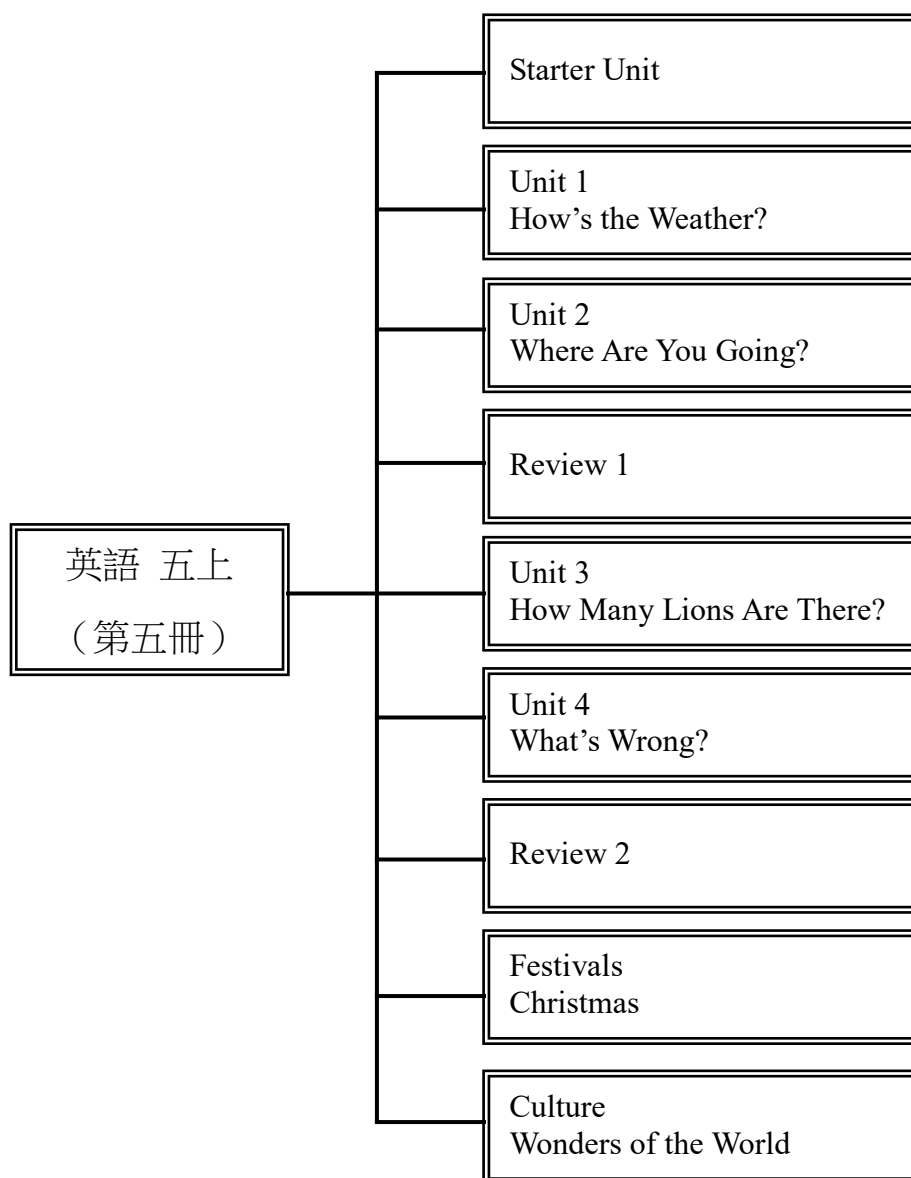 英語 五上
（第五冊）
Starter Unit
Unit 1
How’s the Weather?
Unit 2
Where Are You Going?
Review 1
Unit 3
How Many Lions Are There?
Unit 4
What’s Wrong?
Review 2
Festivals
Christmas
Culture
Wonders of the World